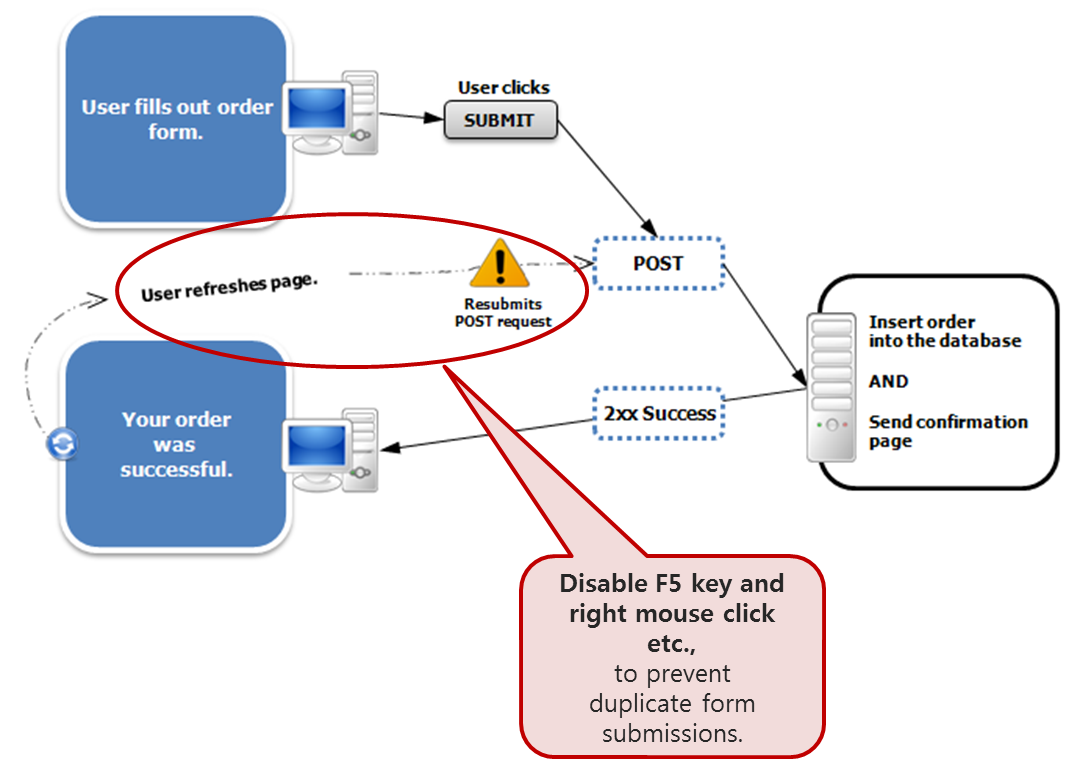 User fills out order
form.
User clicks
SUBMIT
User refreshes page.
Resubmits
POST request
POST
Insert order
into the database
AND
Send confirmation
page
2xx Success
Your order
was
successful.
Disable F5 key and
right mouse click
etc.,
to prevent
duplicate form
submissions.